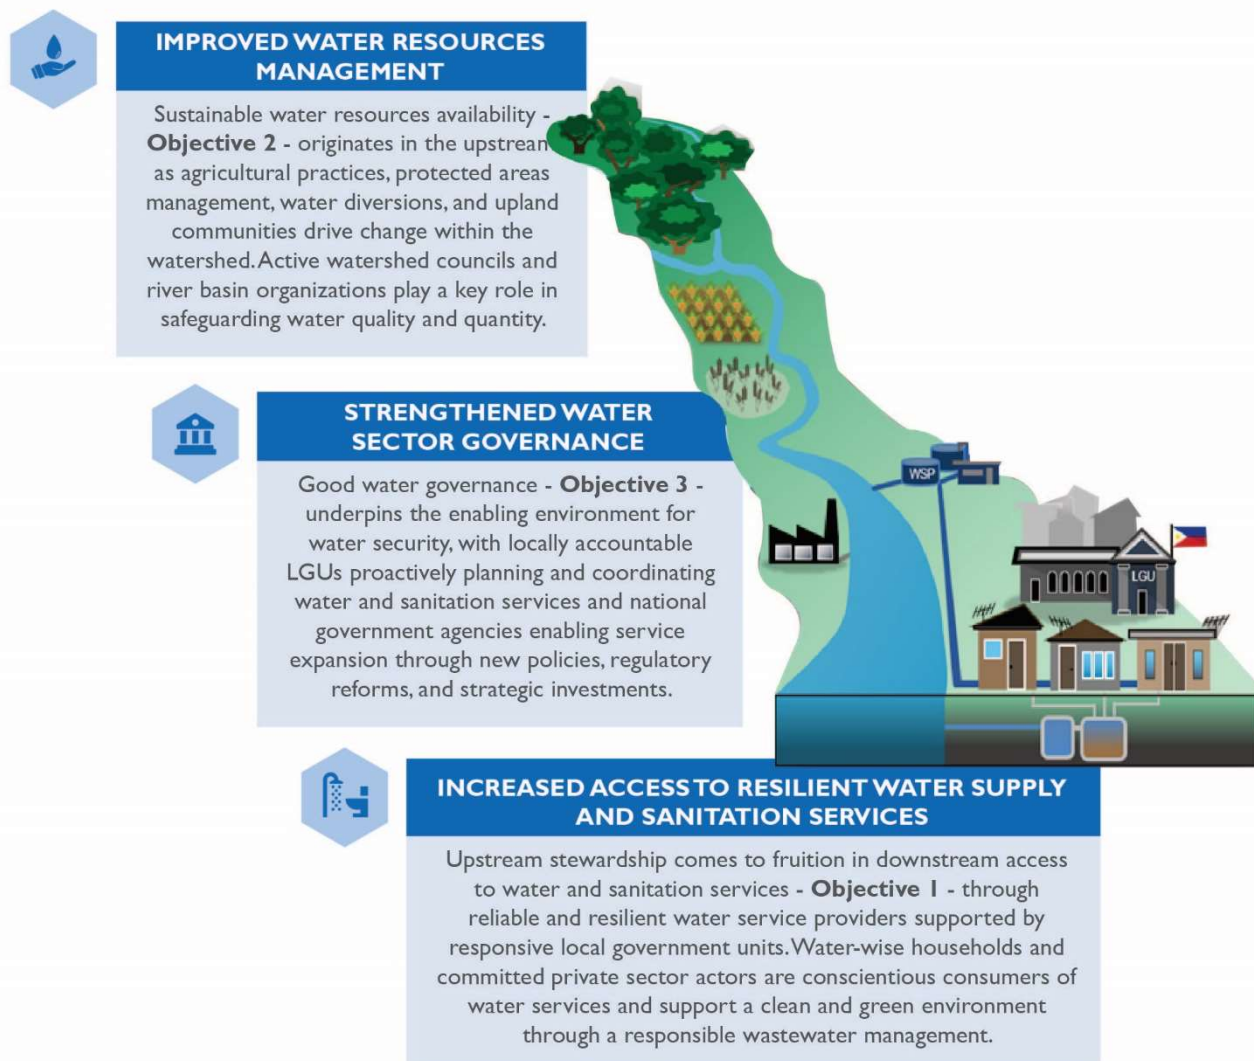 IMPROVED WATER RESOURCES
MANAGEMENT
Sustainable water resources availability -
Objective 2 - originates in the upstream
as agricultural practices, protected areas
management, water diversions, and upland
communities drive change within the
watershed. Active watershed councils and
river basin organizations play a key role in
safeguarding water quality and quantity.
STRENGTHENED WATER
SECTOR GOVERNANCE
Good water governance - Objective 3 -
underpins the enabling environment for
water security, with locally accountable
LGUs proactively planning and coordinating
water and sanitation services and national
government agencies enabling service
expansion through new policies, regulatory
reforms, and strategic investments.
WSP
LGU
INCREASED ACCESS TO RESILIENT WATER SUPPLY
AND SANITATION SERVICES
Upstream stewardship comes to fruition in downstream access
to water and sanitation services - Objective 1 - through
reliable and resilient water service providers supported by
responsive local government units. Water-wise households and
committed private sector actors are conscientious consumers of
water services and support a clean and green environment
through a responsible wastewater management.